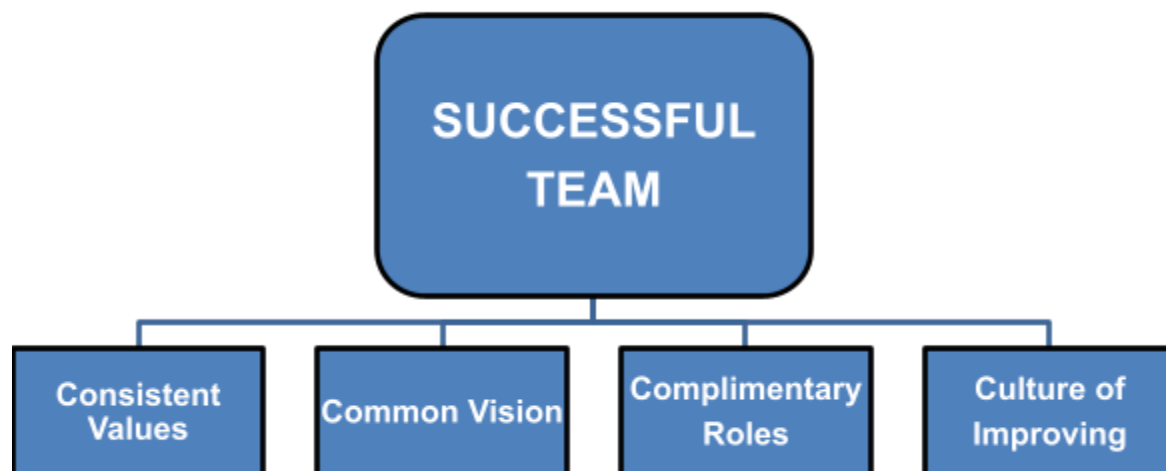 SUCCESSFUL
TEAM
Consistent
Values
Common Vision
Complimentary
Roles
Culture of
Improving